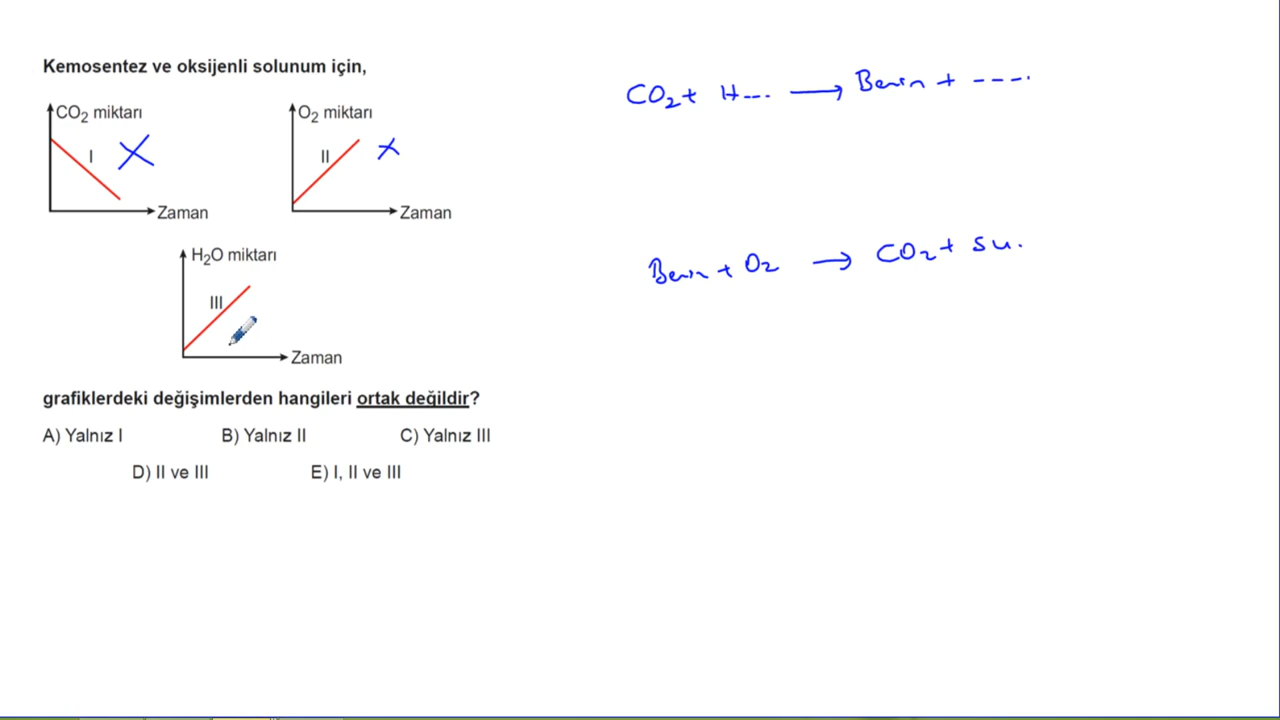 Kemosentez ve oksijenli solunum için,
CO₂ + H... → Besin + ----.
CO₂ miktarı
O₂ miktarı
I
II
Zaman
Zaman
H₂O miktarı
Besin + O₂ → CO₂ + su.
III
Zaman
grafiklerdeki değişimlerden hangileri ortak değildir?
A) Yalnız I B) Yalnız II C) Yalnız III
D) II ve III E) I, II ve III